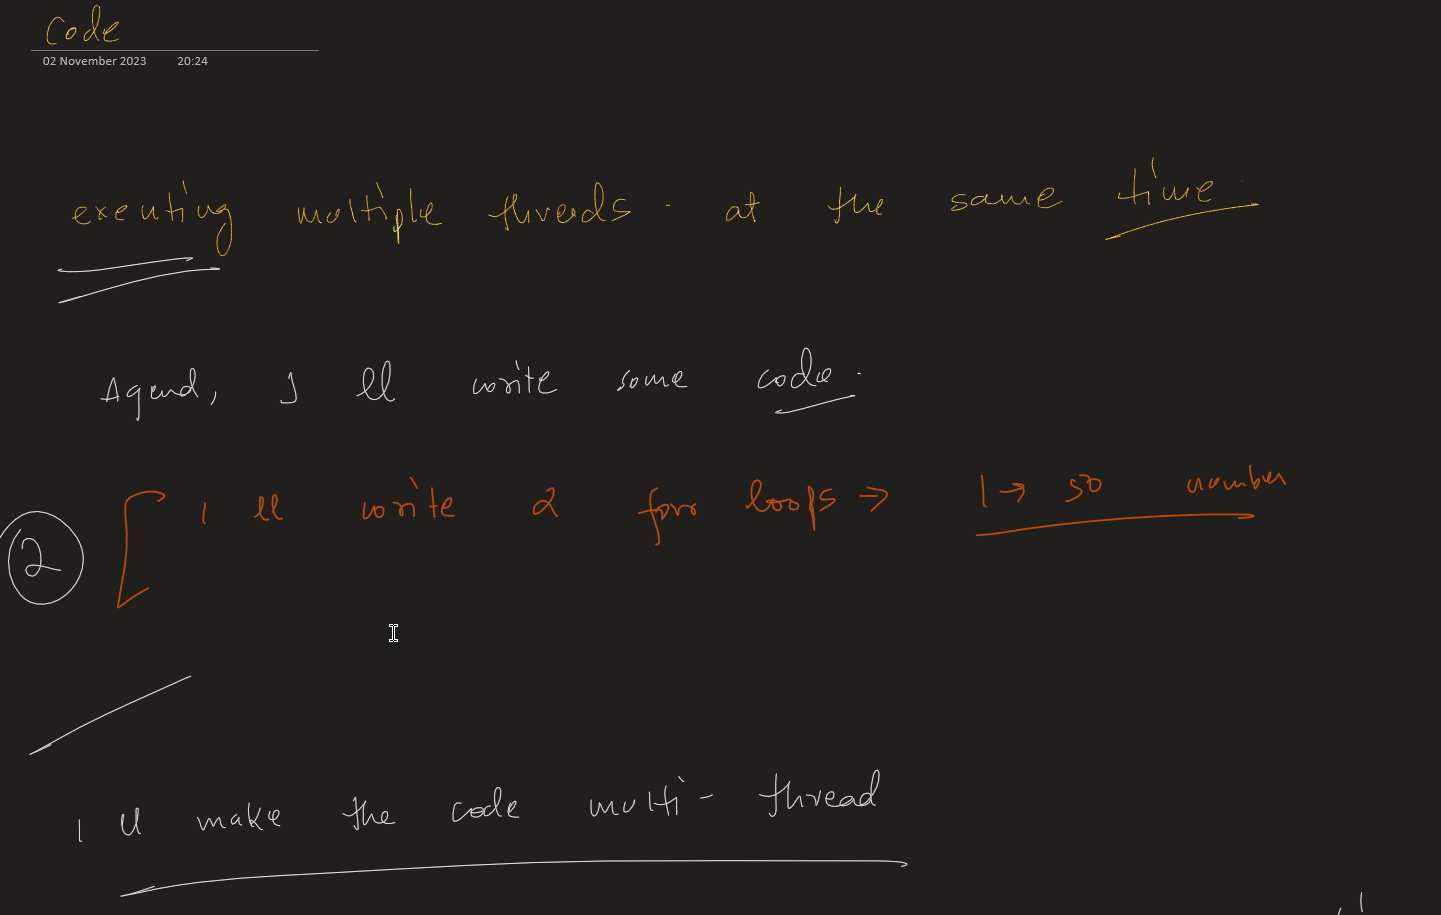 Code
02 November 2023 20:24
exeuting multiple threads. at the same time.
Agend, I ll write some code.
I ll write 2 for loops → 1 → 50 number
2
I ll make the code multi-thread